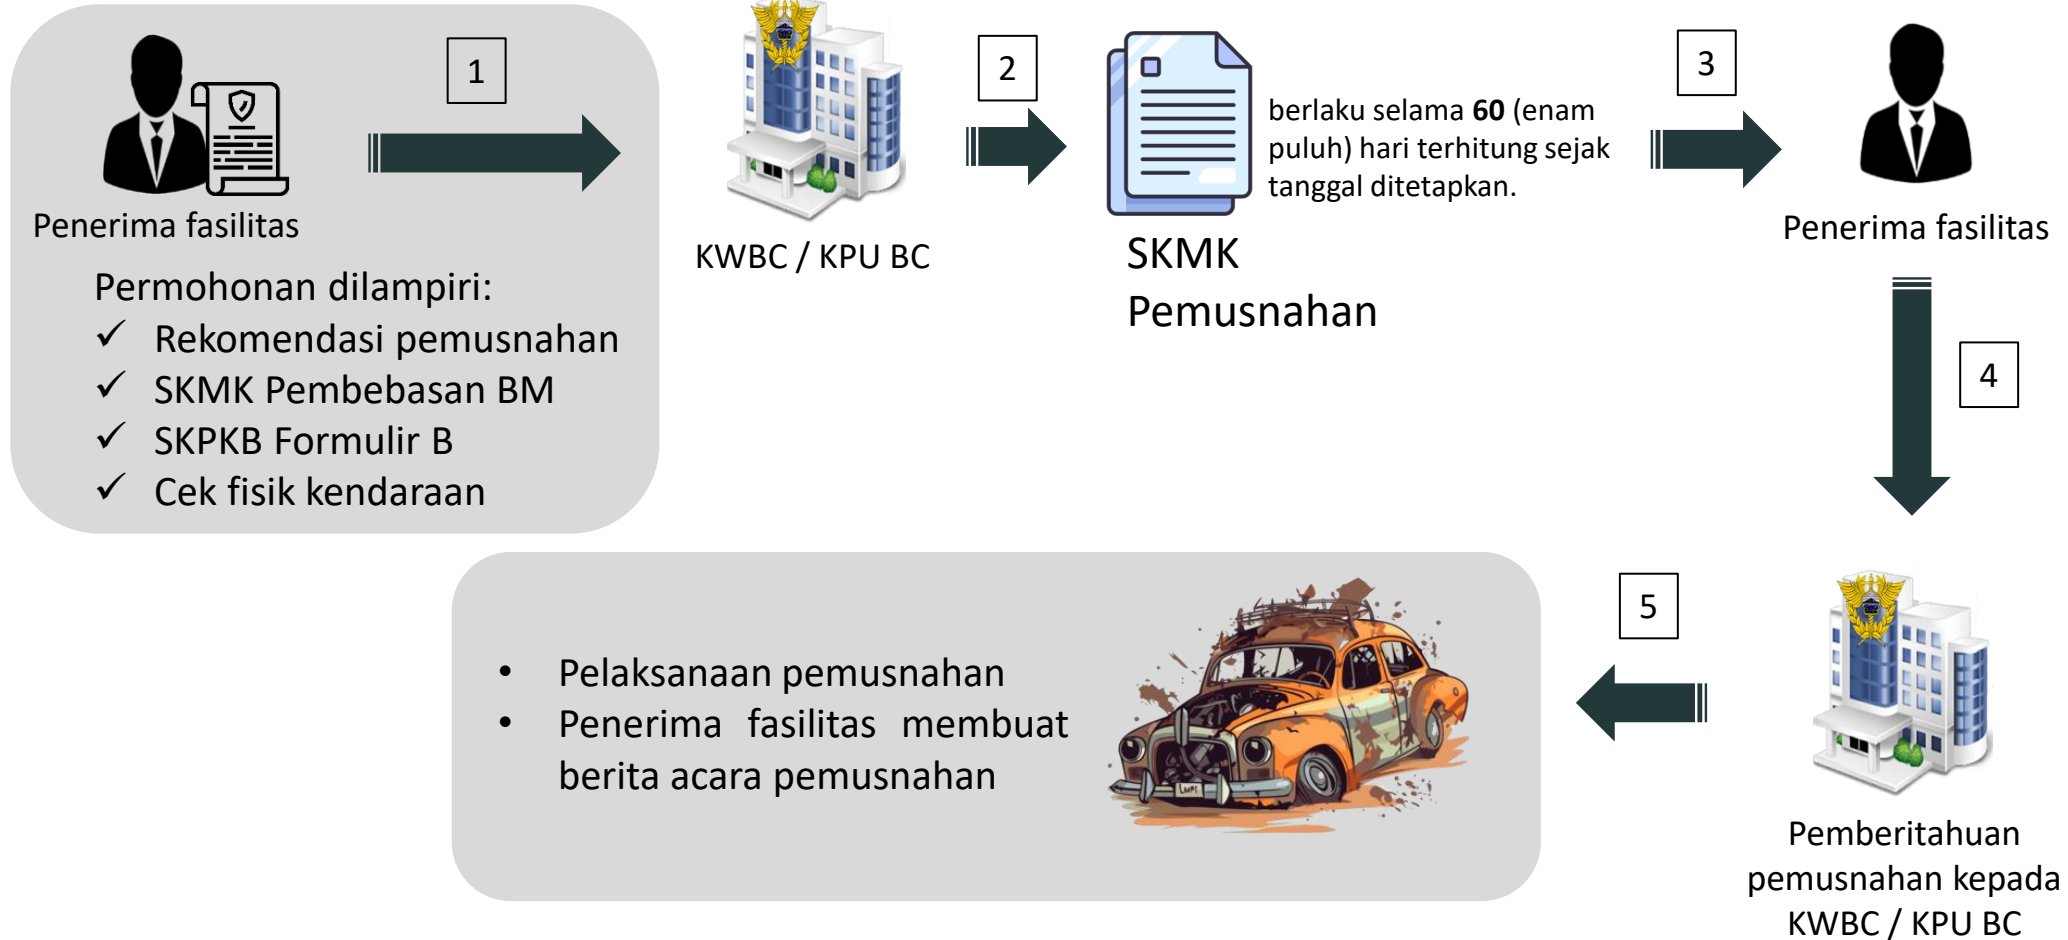 1
Penerima fasilitas
Permohonan dilampiri:
✓ Rekomendasi pemusnahan
✓ SKMK Pembebasan BM
✓ SKPKB Formulir B
✓ Cek fisik kendaraan
KWBC / KPU BC
2
berlaku selama 60 (enam
puluh) hari terhitung sejak
tanggal ditetapkan.
SKMK
Pemusnahan
3
Penerima fasilitas
4
Pemberitahuan
pemusnahan kepada
KWBC / KPU BC
5
• Pelaksanaan pemusnahan
• Penerima fasilitas membuat
berita acara pemusnahan